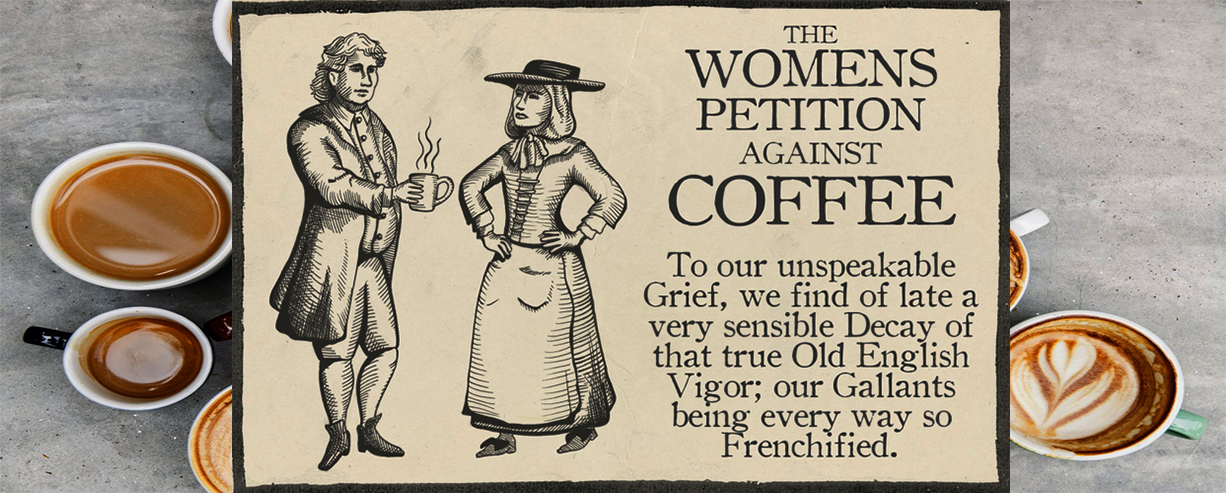 THE
WOMENS
PETITION
AGAINST
COFFEE
To our unspeakable
Grief, we find of late a
very sensible Decay of
that true Old English
Vigor; our Gallants
being every way so
Frenchified.